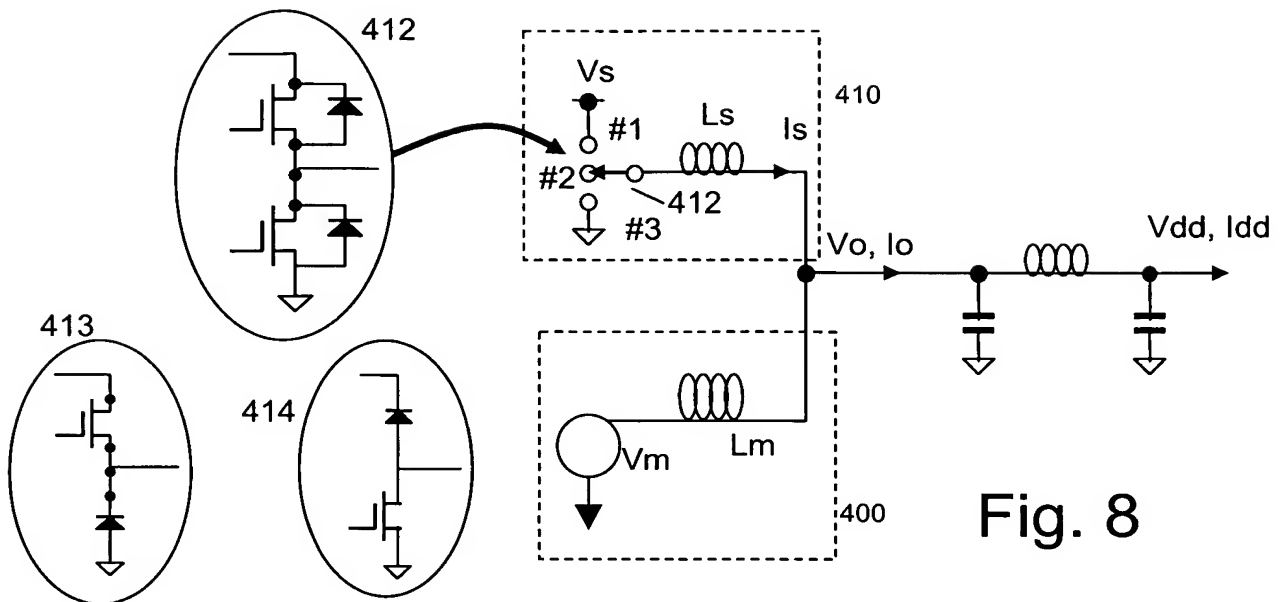 412
Vs
410
#1
Ls
Is
#2
412
#3
Vo, Io
Vdd, Idd
413
414
Vm
Lm
400
Fig. 8